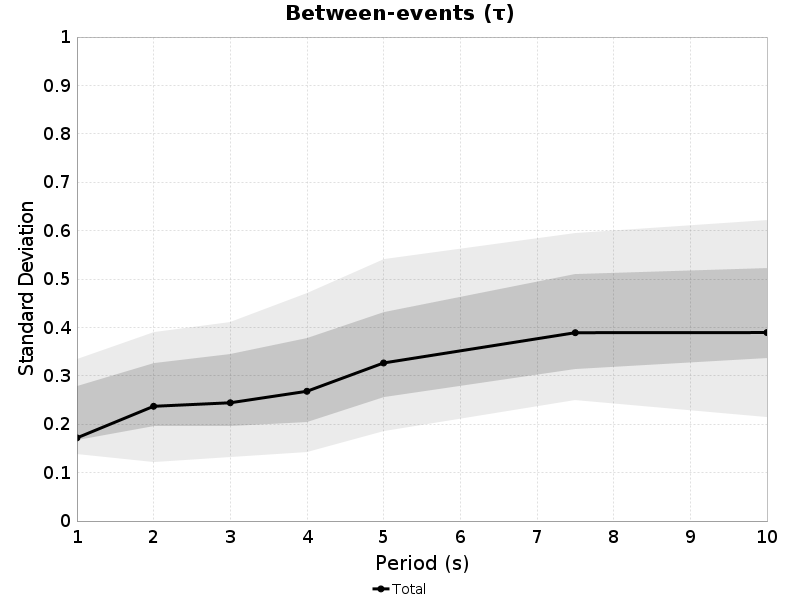 Between-events (τ)
1
0.9
0.8
0.7
0.6
0.5
0.4
0.3
0.2
0.1
0
Standard Deviation
1 2 3 4 5 6 7 8 9 10
Period (s)
Total